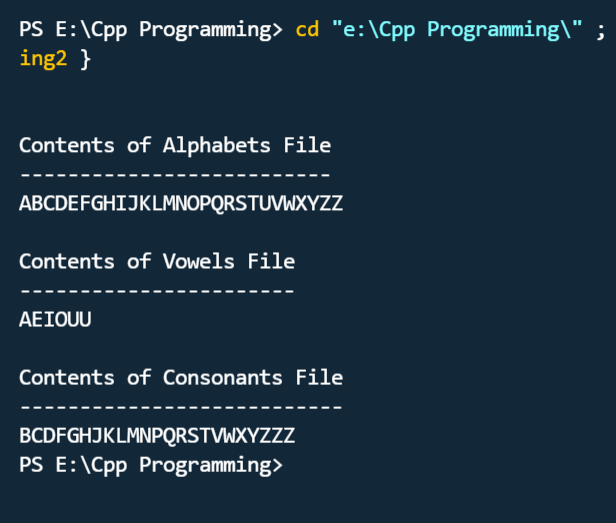 PS E:\Cpp Programming> cd "e:\Cpp Programming\" ;
ing2 }
Contents of Alphabets File
--------------------------
ABCDEFGHIJKLMNOPQRSTUVWXYZZ
Contents of Vowels File
-----------------------
AEIOUU
Contents of Consonants File
---------------------------
BCDFGHJKLMNPQRSTVWXYZZZ
PS E:\Cpp Programming>